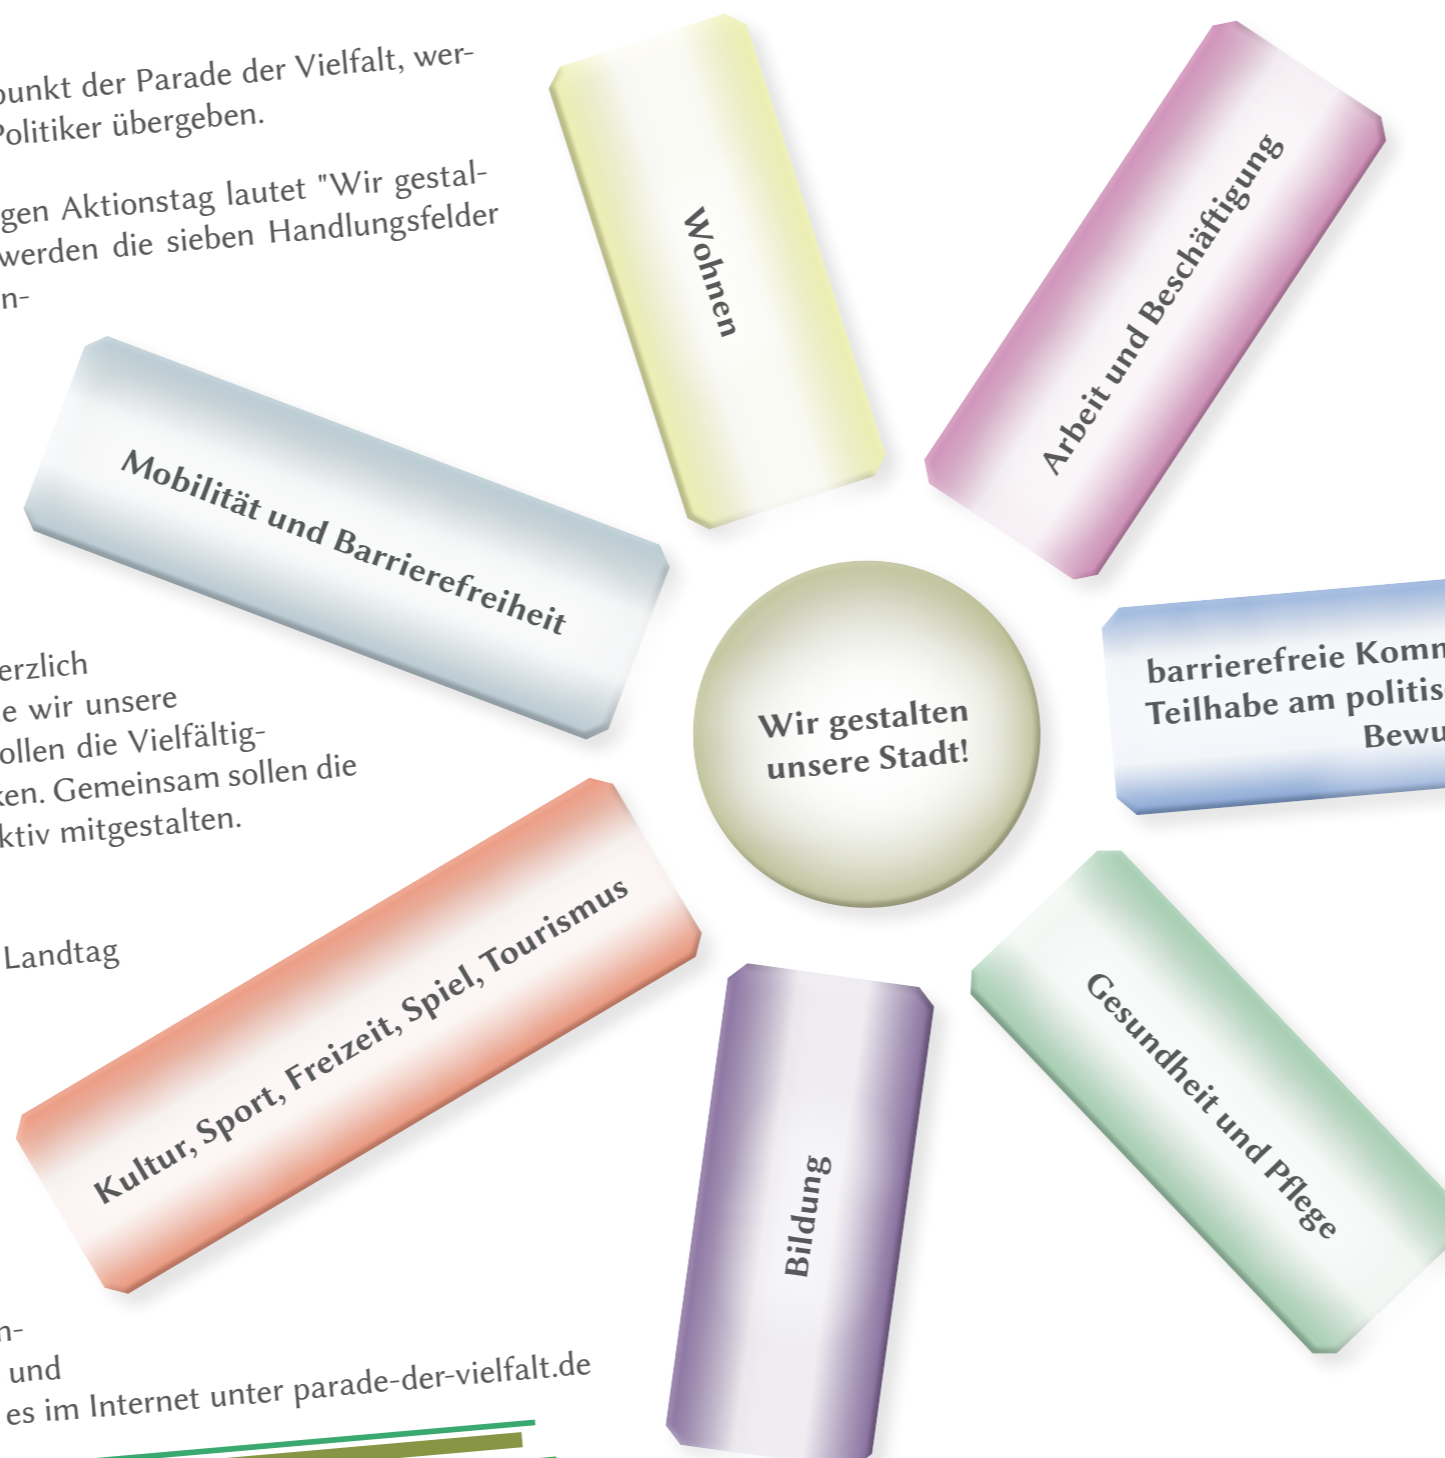 punkt der Parade der Vielfalt, wer-
Politiker übergeben.
gen Aktionstag lautet "Wir gestal-
werden die sieben Handlungsfelder
n-
Wohnen
Arbeit und Beschäftigung
Mobilität und Barrierefreiheit
Wir gestalten
unsere Stadt!
barrierefreie Komm
Teilhabe am politis
Bewu
erzlich
e wir unsere
ollen die Vielfältig-
ken. Gemeinsam sollen die
ktiv mitgestalten.
Landtag
Kultur, Sport, Freizeit, Spiel, Tourismus
Bildung
Gesundheit und Pflege
n-
und
es im Internet unter parade-der-vielfalt.de